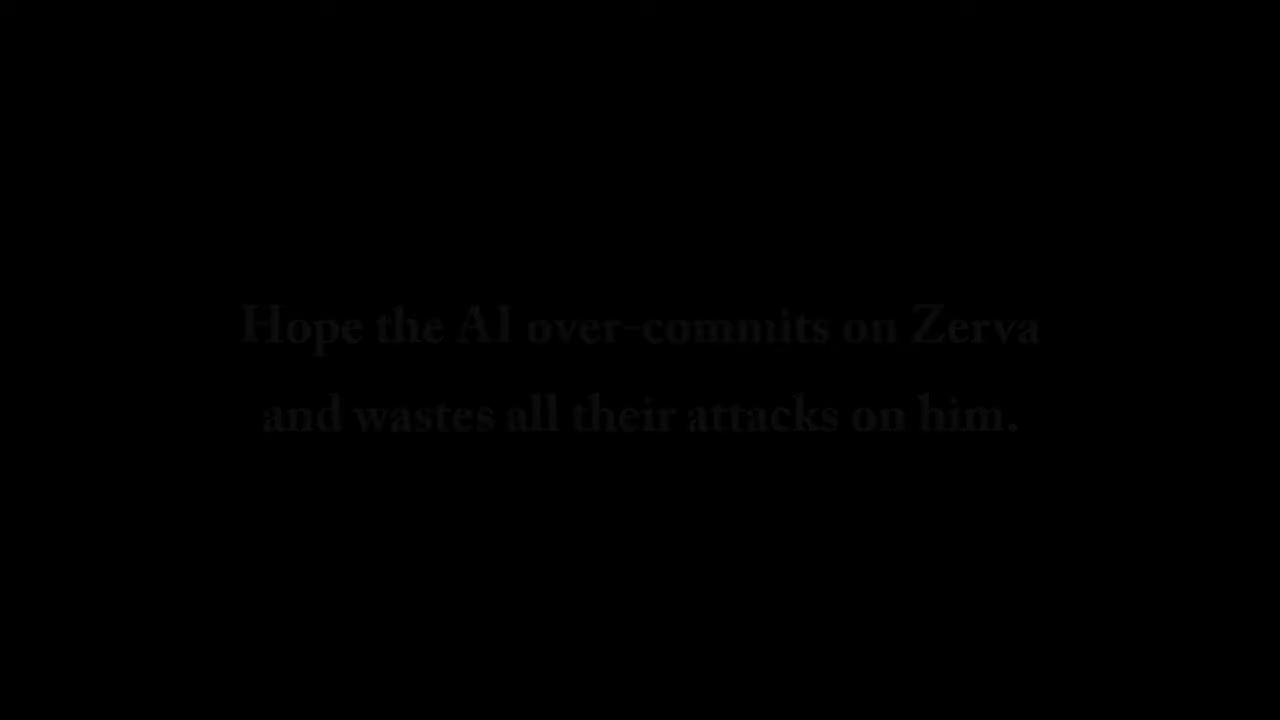 Hope the AI over-commits on Zerva
and wastes all their attacks on him.